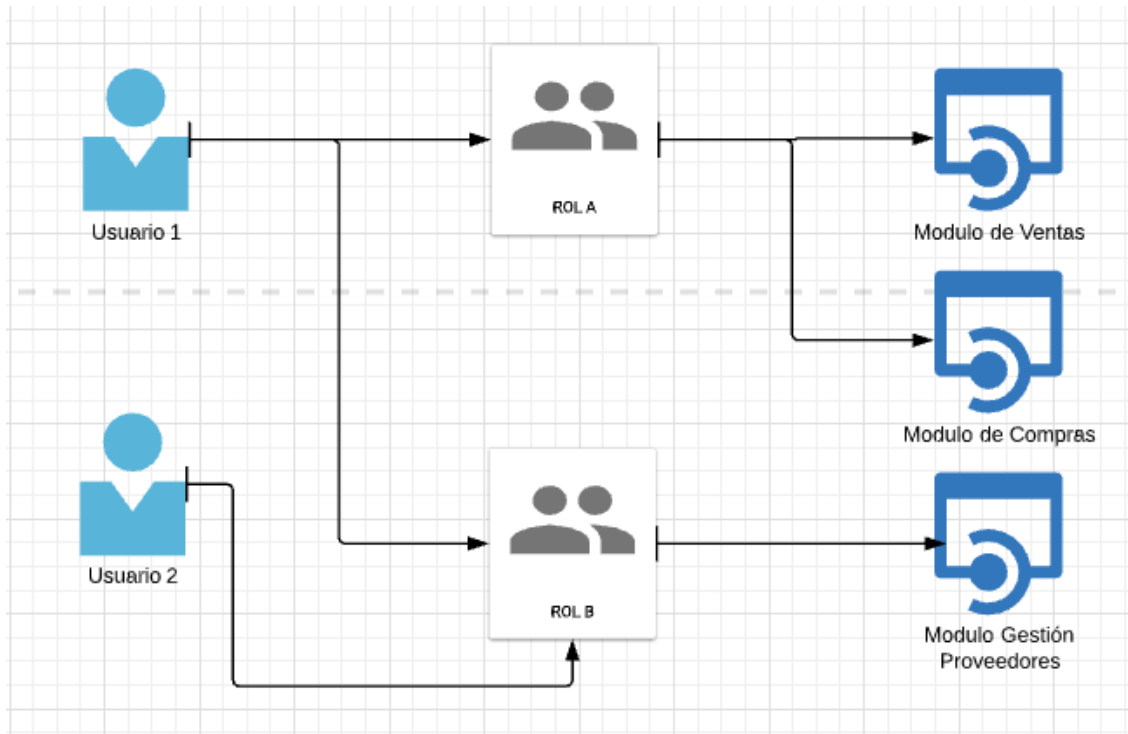 Usuario 1
ROL A
Modulo de Ventas
Modulo de Compras
Usuario 2
ROL B
Modulo Gestión
Proveedores